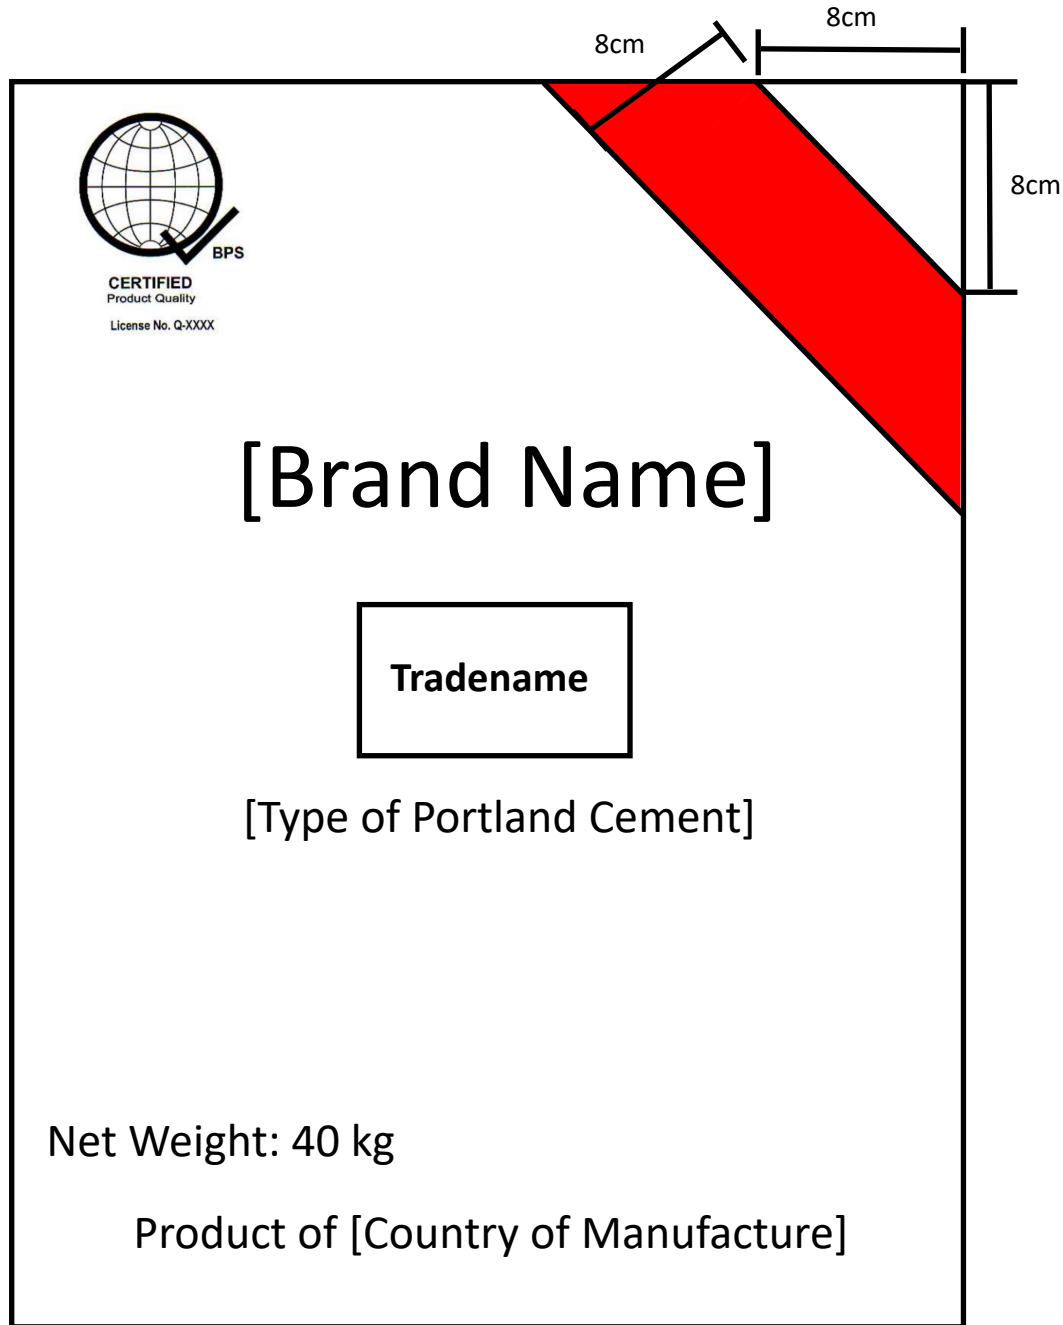 8cm
8cm
8cm
BPS
CERTIFIED
Product Quality
License No. Q-XXXX
[Brand Name]
Tradename
[Type of Portland Cement]
Net Weight: 40 kg
Product of [Country of Manufacture]